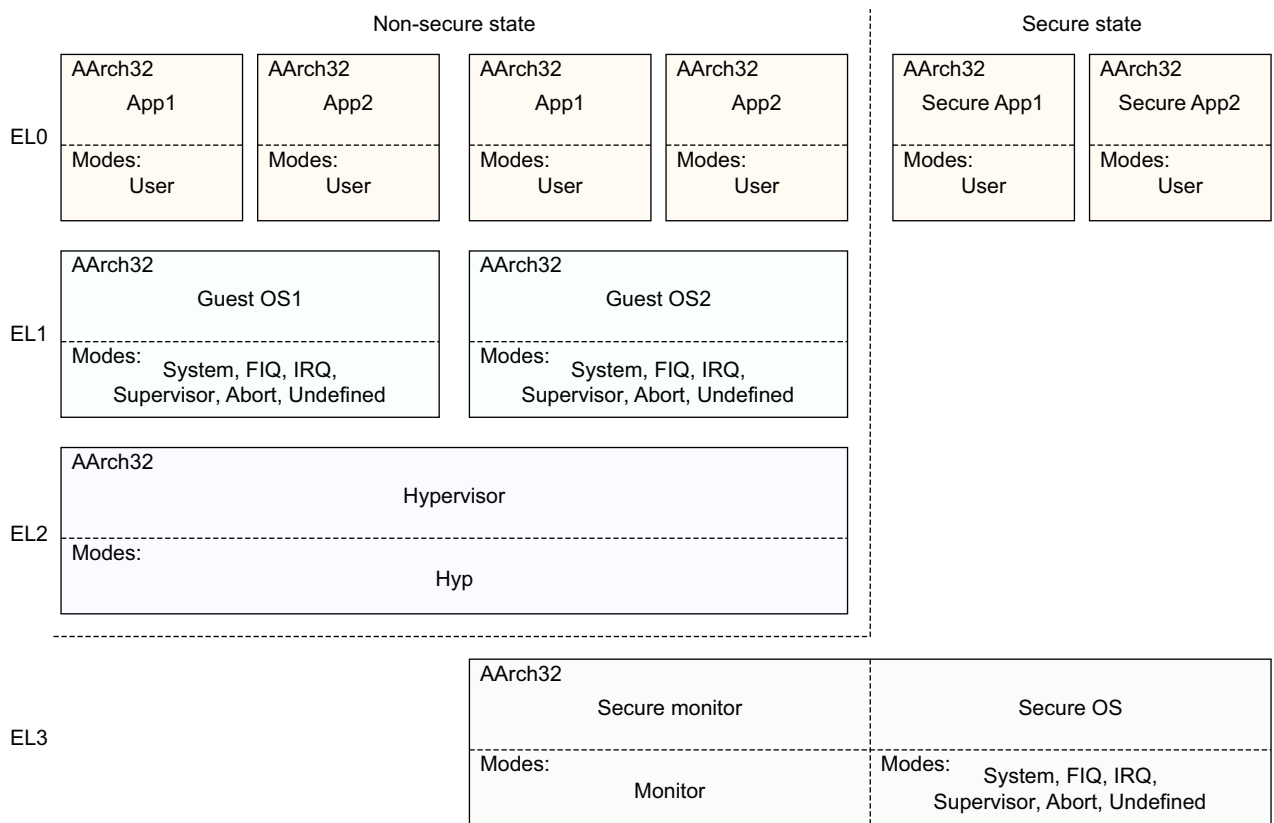 Non-secure state
Secure state
AArch32
App1
Modes:
User
AArch32
App2
Modes:
User
AArch32
App1
Modes:
User
AArch32
App2
Modes:
User
AArch32
Secure App1
Modes:
User
AArch32
Secure App2
Modes:
User
EL0
AArch32
Guest OS1
Modes:
System, FIQ, IRQ,
Supervisor, Abort, Undefined
AArch32
Guest OS2
Modes:
System, FIQ, IRQ,
Supervisor, Abort, Undefined
EL1
AArch32
Hypervisor
Modes:
Hyp
EL2
AArch32
Secure monitor
Modes:
Monitor
Secure OS
Modes:
System, FIQ, IRQ,
Supervisor, Abort, Undefined
EL3